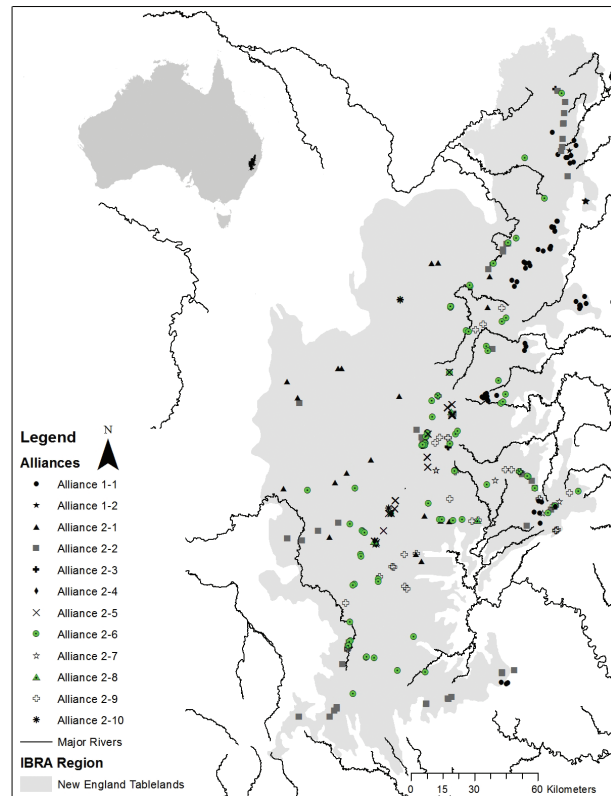 Legend
N
Alliances
Alliance 1-1
Alliance 1-2
Alliance 2-1
Alliance 2-2
Alliance 2-3
Alliance 2-4
Alliance 2-5
Alliance 2-6
Alliance 2-7
Alliance 2-8
Alliance 2-9
Alliance 2-10
Major Rivers
IBRA Region
New England Tablelands
0 15 30 60 Kilometers